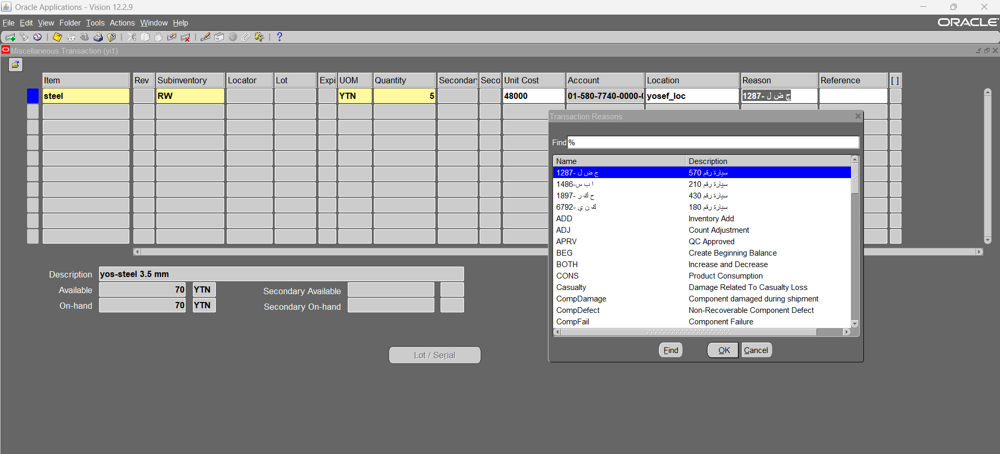 Oracle Applications - Vision 12.2.9
File Edit View Folder Tools Actions Window Help
ORACLE
Miscellaneous Transaction (yi1)
Item Rev Subinventory Locator Lot Expi UOM Quantity Secondar Seco Unit Cost Account Location Reason Reference [ ]
steel RW YTN 5 48000 01-580-7740-0000-0 yosef_loc ج ض ل -1287
Transaction Reasons
Find %
Name Description
ج ض ل -1287 سيارة رقم 570
ا ب س-1486 سيارة رقم 210
ح ك ر -1897 سيارة رقم 430
ك ن ي -6792 سيارة رقم 180
ADD Inventory Add
ADJ Count Adjustment
APRV QC Approved
BEG Create Beginning Balance
BOTH Increase and Decrease
CONS Product Consumption
Casualty Damage Related To Casualty Loss
CompDamage Component damaged during shipment
CompDefect Non-Recoverable Component Defect
CompFail Component Failure
Find OK Cancel
Description yos-steel 3.5 mm
Available 70 YTN Secondary Available
On-hand 70 YTN Secondary On-hand
Lot / Serial